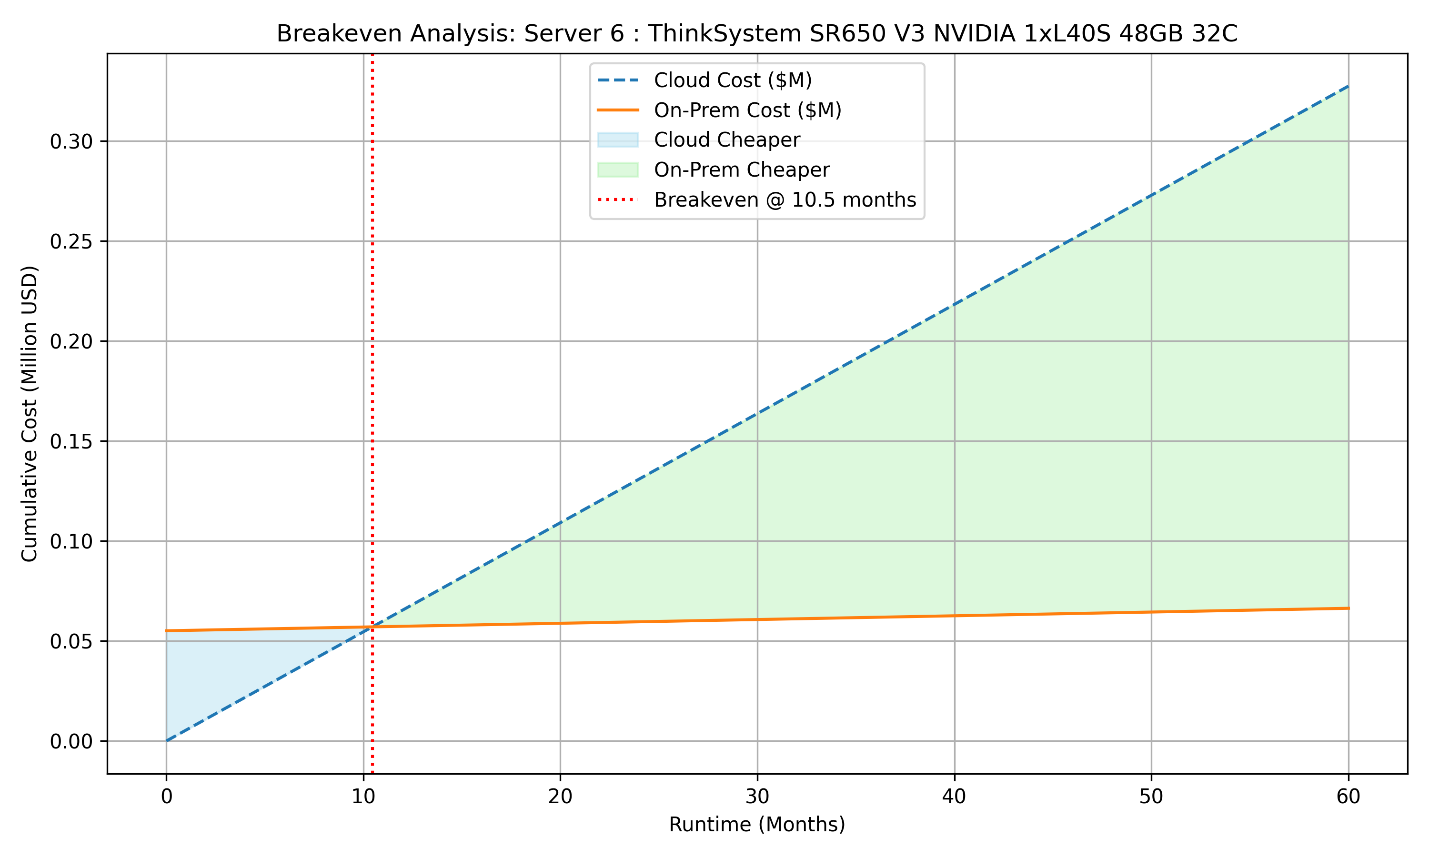 Breakeven Analysis: Server 6 : ThinkSystem SR650 V3 NVIDIA 1xL40S 48GB 32C
Cloud Cost ($M)
On-Prem Cost ($M)
Cloud Cheaper
On-Prem Cheaper
Breakeven @ 10.5 months
Cumulative Cost (Million USD)
0.30
0.25
0.20
0.15
0.10
0.05
0.00
0 10 20 30 40 50 60
Runtime (Months)